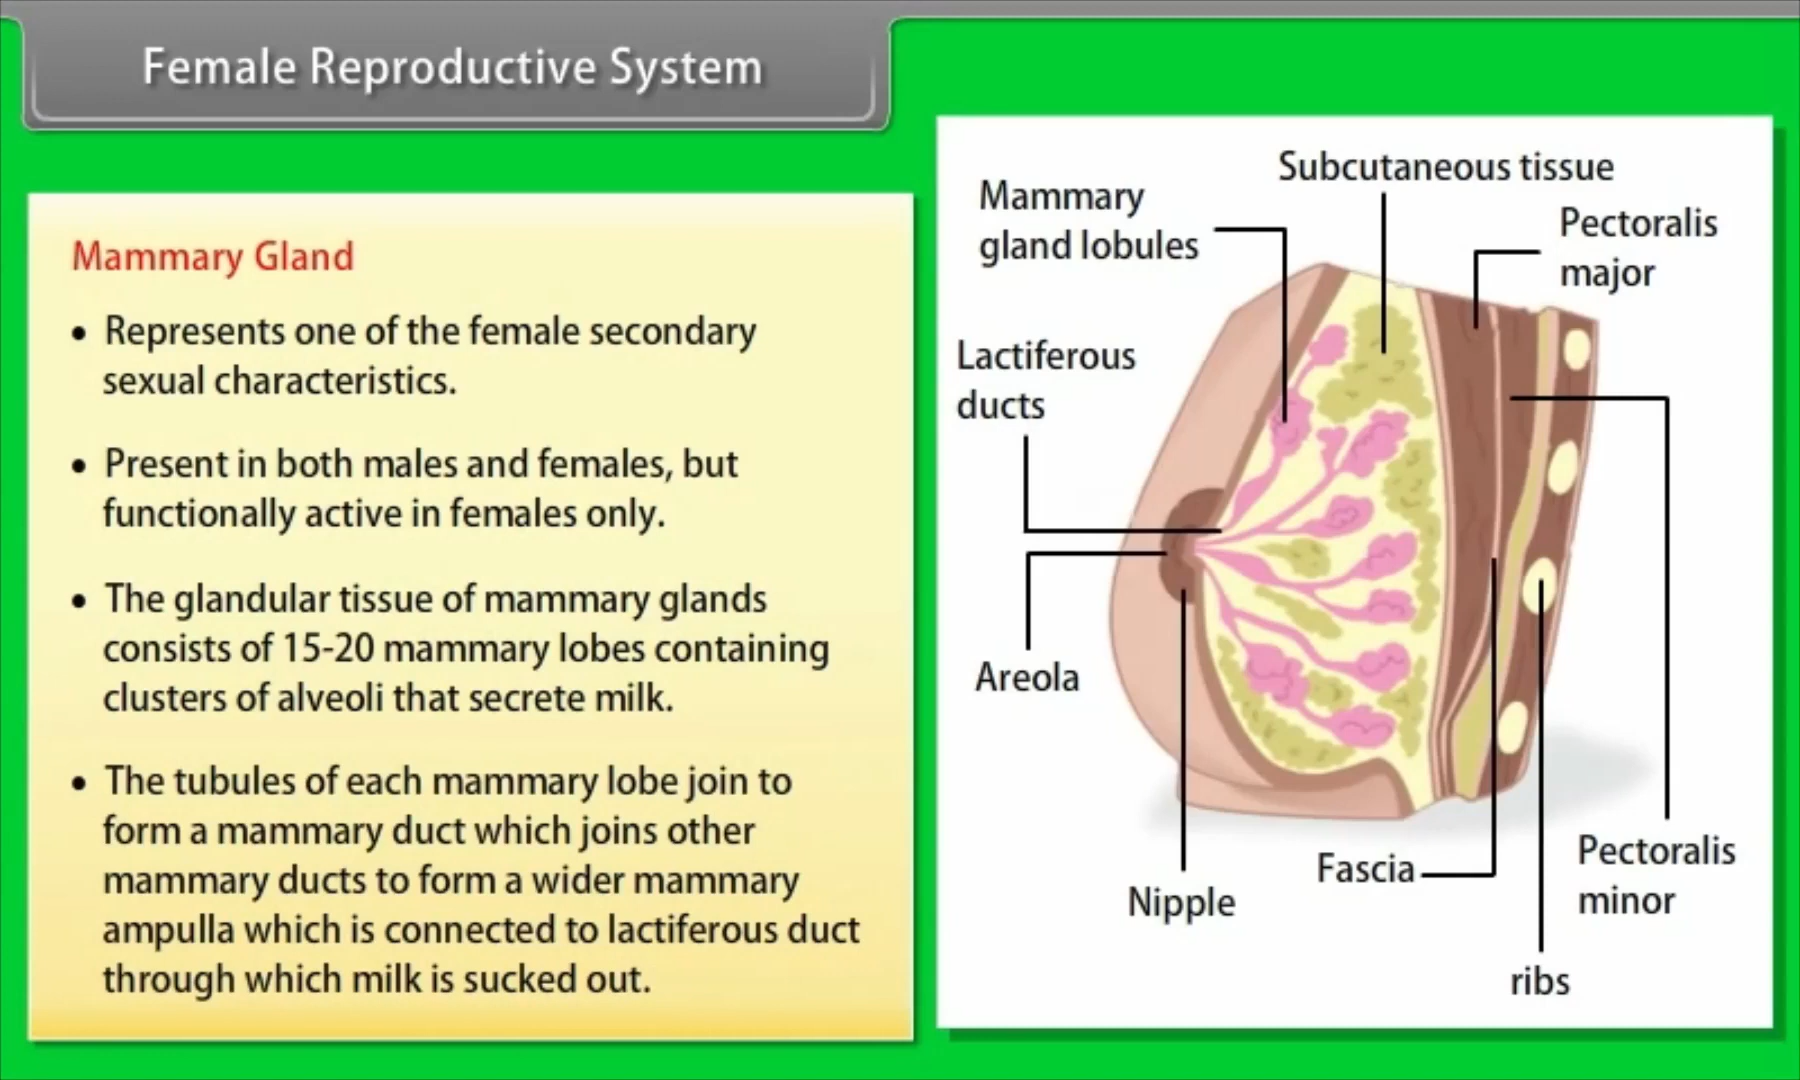 Female Reproductive System
Mammary Gland
• Represents one of the female secondary
sexual characteristics.
• Present in both males and females, but
functionally active in females only.
• The glandular tissue of mammary glands
consists of 15-20 mammary lobes containing
clusters of alveoli that secrete milk.
• The tubules of each mammary lobe join to
form a mammary duct which joins other
mammary ducts to form a wider mammary
ampulla which is connected to lactiferous duct
through which milk is sucked out.
Subcutaneous tissue
Mammary
gland lobules
Pectoralis
major
Lactiferous
ducts
Areola
Nipple
Fascia
Pectoralis
minor
ribs